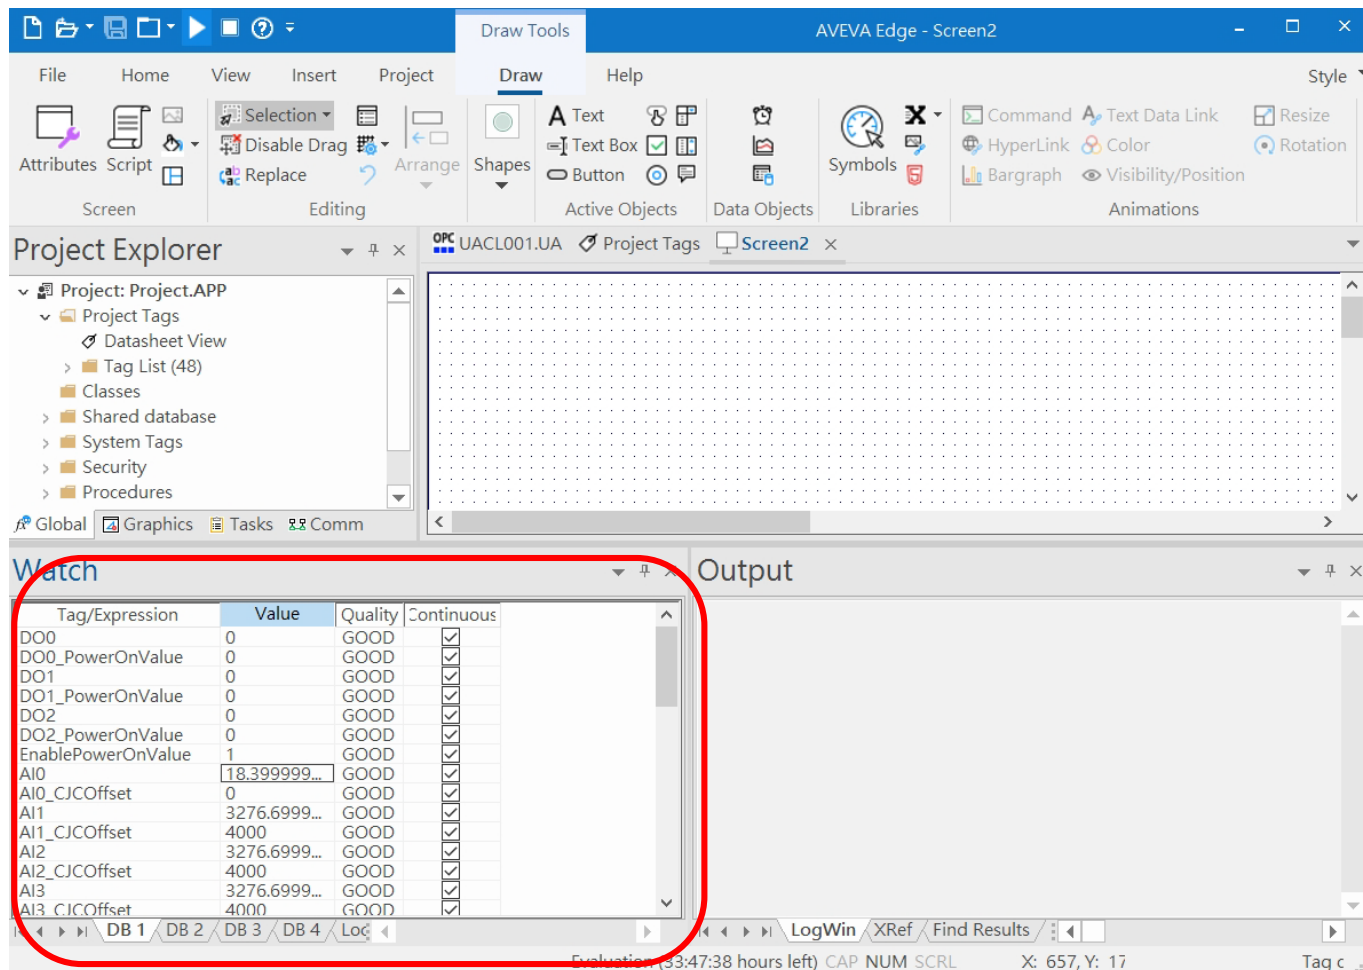 Draw Tools
AVEVA Edge - Screen2
File Home View Insert Project Draw Help Style
Attributes Script
Selection
Disable Drag
Replace
Arrange
Shapes
Text
Text Box
Button
Symbols
Command Text Data Link
HyperLink Color
Bargraph Visibility/Position
Resize
Rotation
Screen Editing Active Objects Data Objects Libraries Animations
Project Explorer
OPC UACL001.UA Project Tags Screen2
Project: Project.APP
Project Tags
Datasheet View
Tag List (48)
Classes
Shared database
System Tags
Security
Procedures
Global Graphics Tasks Comm
Watch
Output
Tag/Expression Value Quality Continuous
DO0 0 GOOD
DO0_PowerOnValue 0 GOOD
DO1 0 GOOD
DO1_PowerOnValue 0 GOOD
DO2 0 GOOD
DO2_PowerOnValue 0 GOOD
EnablePowerOnValue 1 GOOD
AI0 18.399999... GOOD
AI0_CJCOffset 0 GOOD
AI1 3276.6999... GOOD
AI1_CJCOffset 4000 GOOD
AI2 3276.6999... GOOD
AI2_CJCOffset 4000 GOOD
AI3 3276.6999... GOOD
AI3_CJCOffset 4000 GOOD
DB 1 DB 2 DB 3 DB 4 Loc
LogWin XRef Find Results
Evaluation (33:47:38 hours left) CAP NUM SCRL X: 657, Y: 17 Tag c